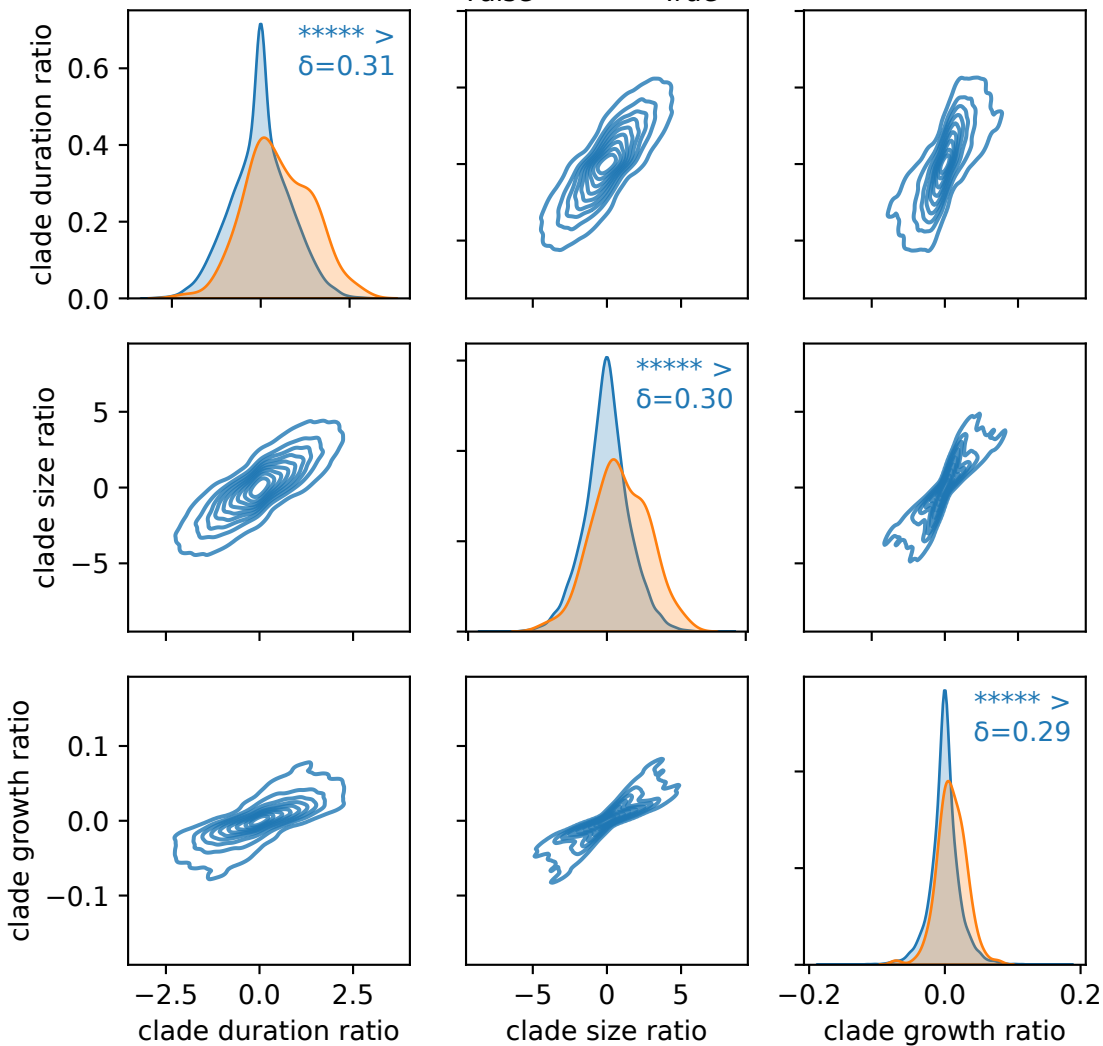 clade duration ratio
0.6
0.4
0.2
0.0
***** >
δ=0.31
clade size ratio
5
0
−5
***** >
δ=0.30
clade growth ratio
0.1
0.0
−0.1
***** >
δ=0.29
−2.5 0.0 2.5
−5 0 5
−0.2 0.0 0.2
clade duration ratio
clade size ratio
clade growth ratio